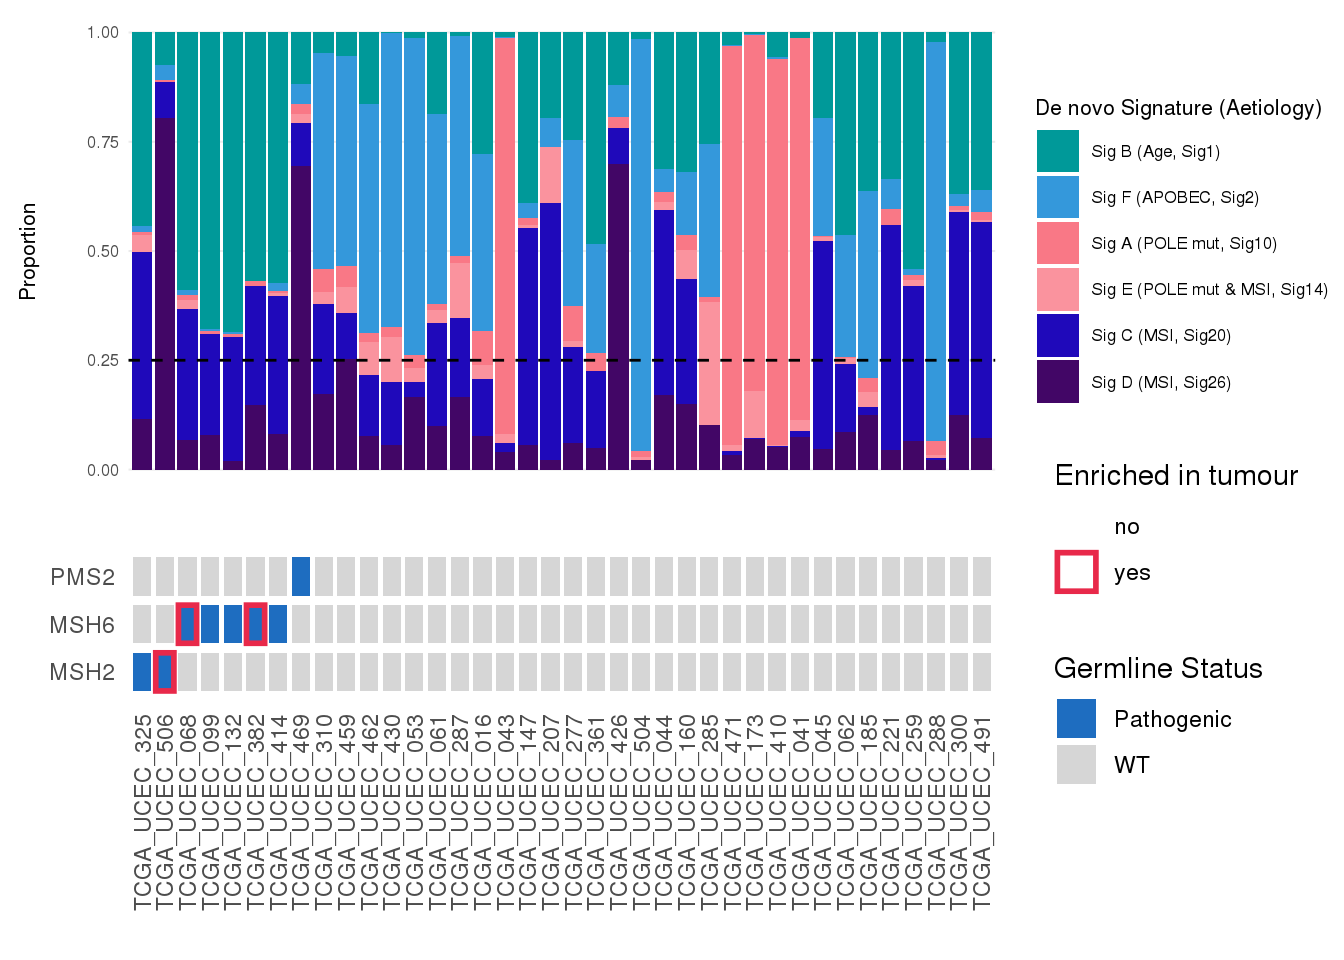 1.00
0.75
0.50
0.25
0.00
Proportion
De novo Signature (Aetiology)
Sig B (Age, Sig1)
Sig F (APOBEC, Sig2)
Sig A (POLE mut, Sig10)
Sig E (POLE mut & MSI, Sig14)
Sig C (MSI, Sig20)
Sig D (MSI, Sig26)
Enriched in tumour
no
yes
PMS2
MSH6
MSH2
Germline Status
Pathogenic
WT
TCGA_UCEC_325
TCGA_UCEC_506
TCGA_UCEC_068
TCGA_UCEC_099
TCGA_UCEC_132
TCGA_UCEC_382
TCGA_UCEC_414
TCGA_UCEC_469
TCGA_UCEC_310
TCGA_UCEC_459
TCGA_UCEC_462
TCGA_UCEC_430
TCGA_UCEC_053
TCGA_UCEC_061
TCGA_UCEC_287
TCGA_UCEC_016
TCGA_UCEC_043
TCGA_UCEC_147
TCGA_UCEC_207
TCGA_UCEC_277
TCGA_UCEC_361
TCGA_UCEC_426
TCGA_UCEC_504
TCGA_UCEC_044
TCGA_UCEC_160
TCGA_UCEC_285
TCGA_UCEC_471
TCGA_UCEC_173
TCGA_UCEC_410
TCGA_UCEC_041
TCGA_UCEC_045
TCGA_UCEC_062
TCGA_UCEC_185
TCGA_UCEC_221
TCGA_UCEC_259
TCGA_UCEC_288
TCGA_UCEC_300
TCGA_UCEC_491